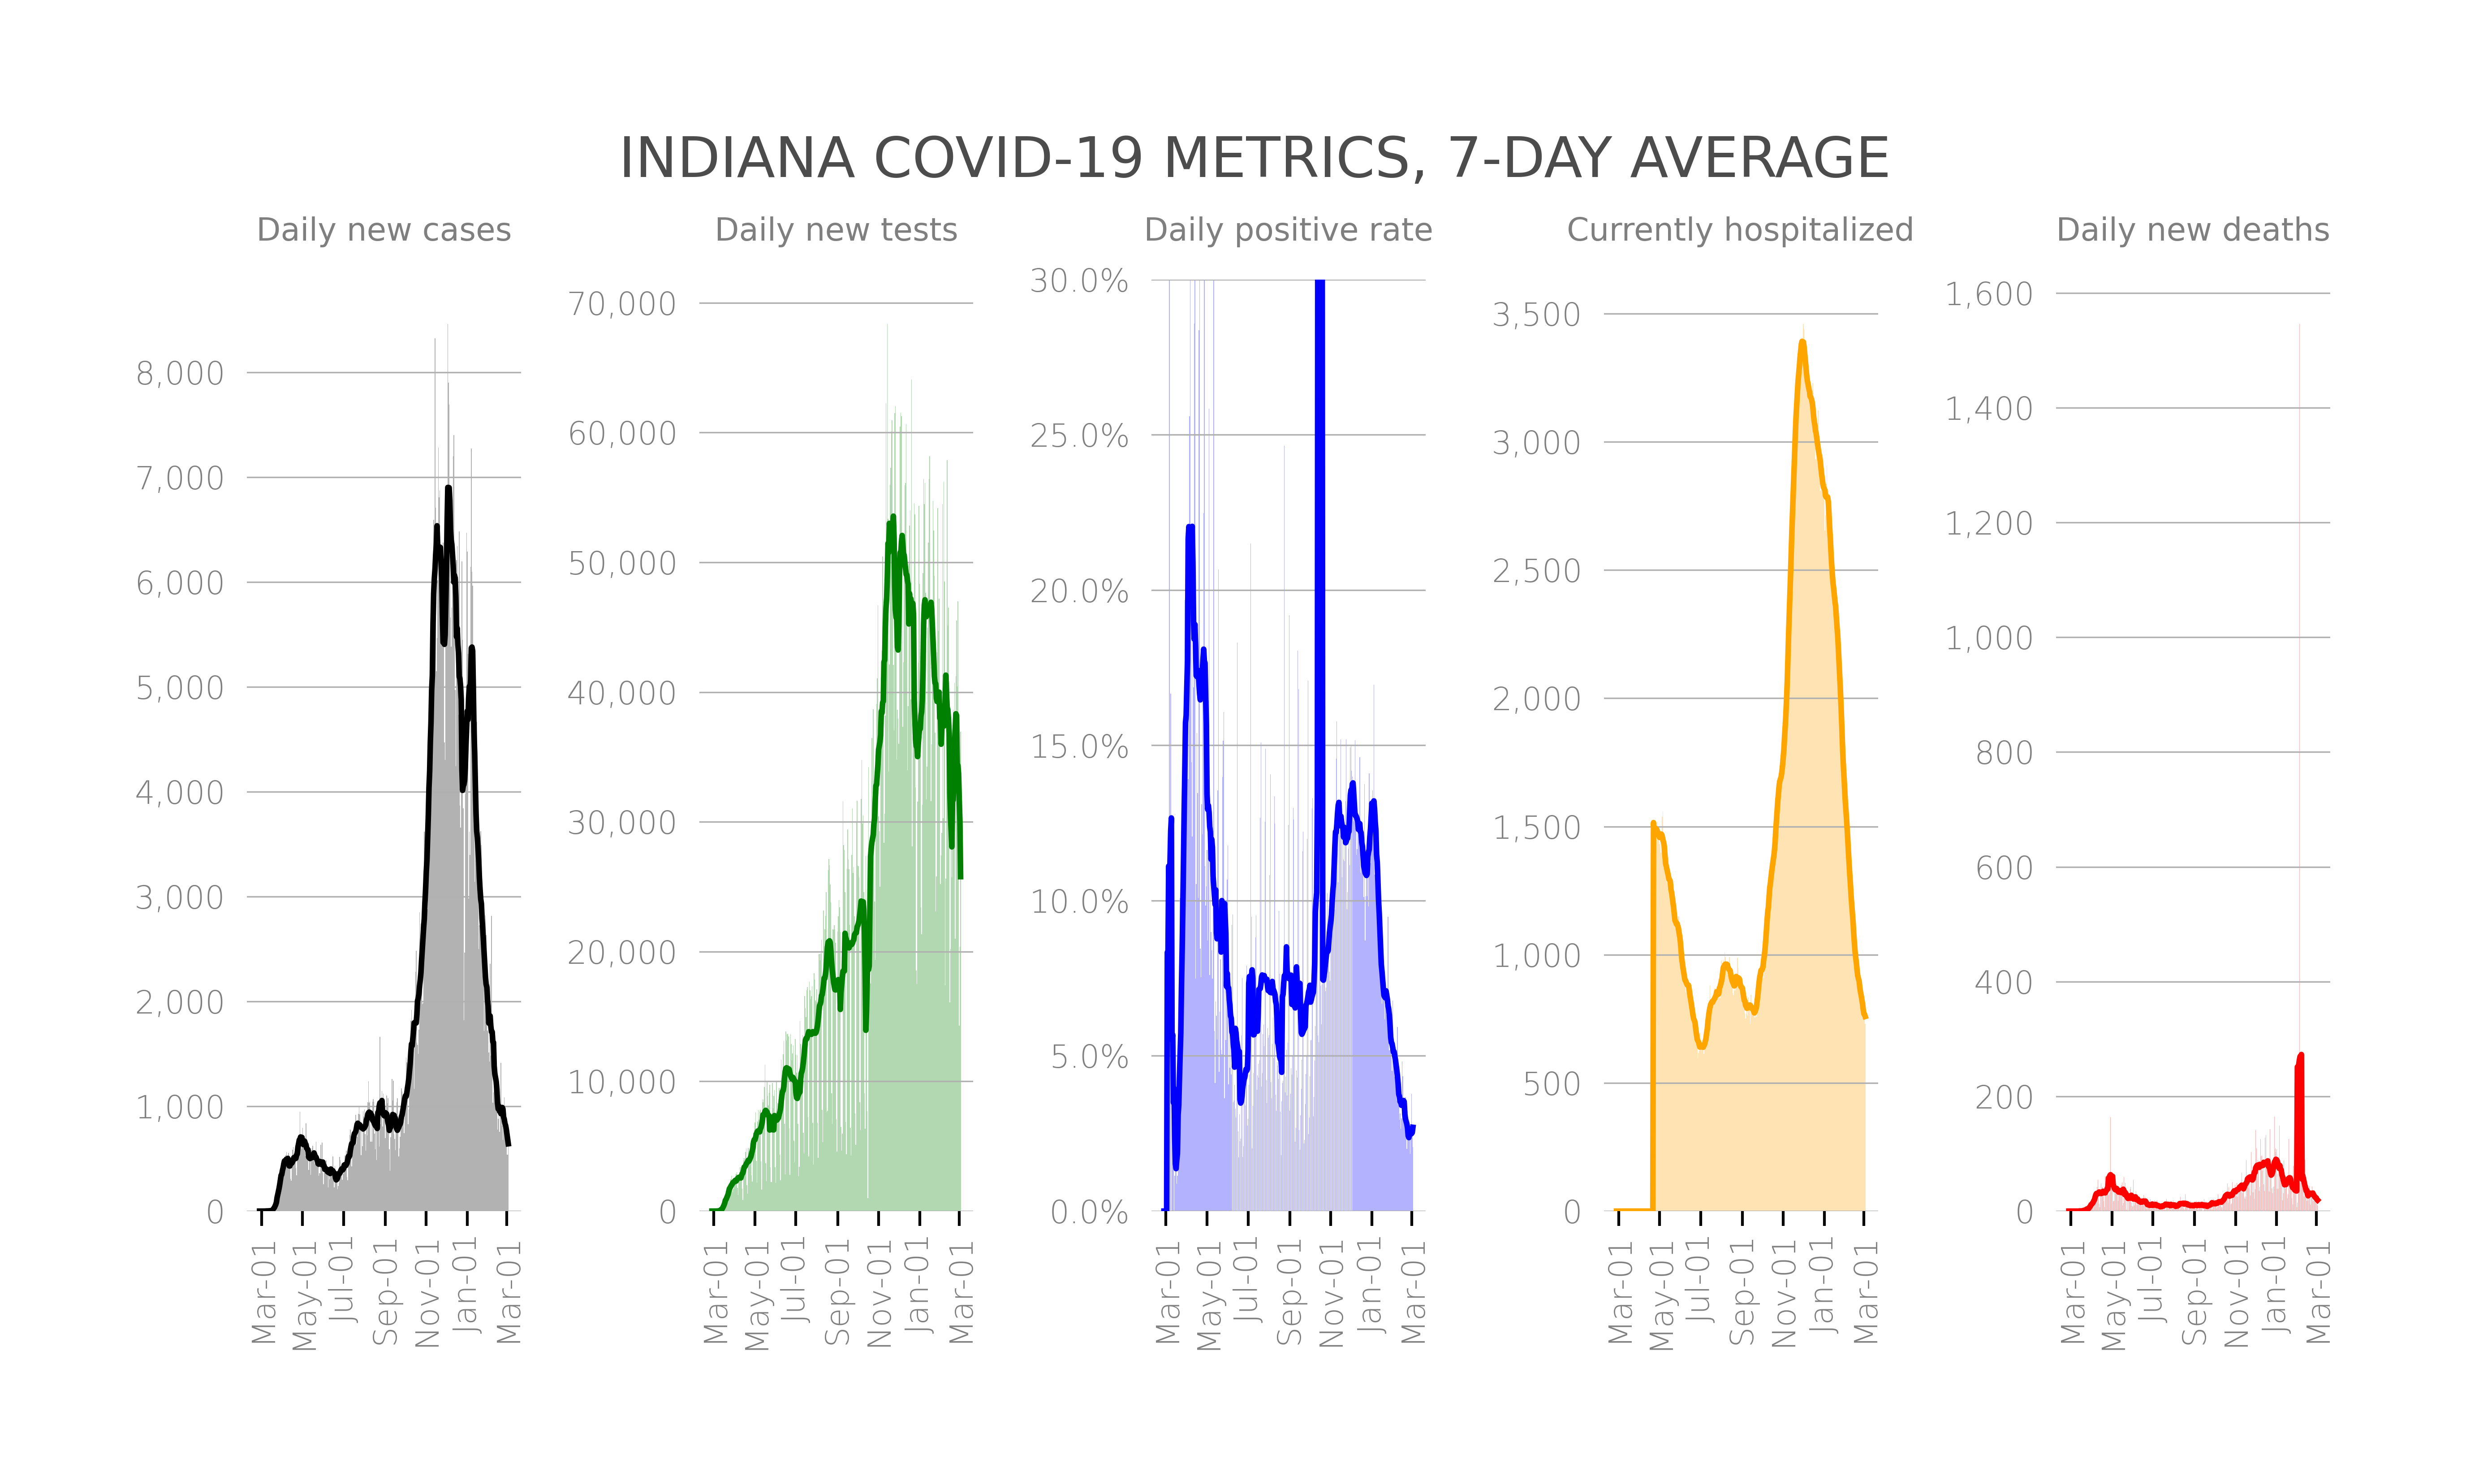 INDIANA COVID-19 METRICS, 7-DAY AVERAGE
Daily new cases
8,000
7,000
6,000
5,000
4,000
3,000
2,000
1,000
0
Mar-01
May-01
Jul-01
Sep-01
Nov-01
Jan-01
Mar-01
Daily new tests
70,000
60,000
50,000
40,000
30,000
20,000
10,000
0
Mar-01
May-01
Jul-01
Sep-01
Nov-01
Jan-01
Mar-01
Daily positive rate
30.0%
25.0%
20.0%
15.0%
10.0%
5.0%
0.0%
Mar-01
May-01
Jul-01
Sep-01
Nov-01
Jan-01
Mar-01
Currently hospitalized
3,500
3,000
2,500
2,000
1,500
1,000
500
0
Mar-01
May-01
Jul-01
Sep-01
Nov-01
Jan-01
Mar-01
Daily new deaths
1,600
1,400
1,200
1,000
800
600
400
200
0
Mar-01
May-01
Jul-01
Sep-01
Nov-01
Jan-01
Mar-01